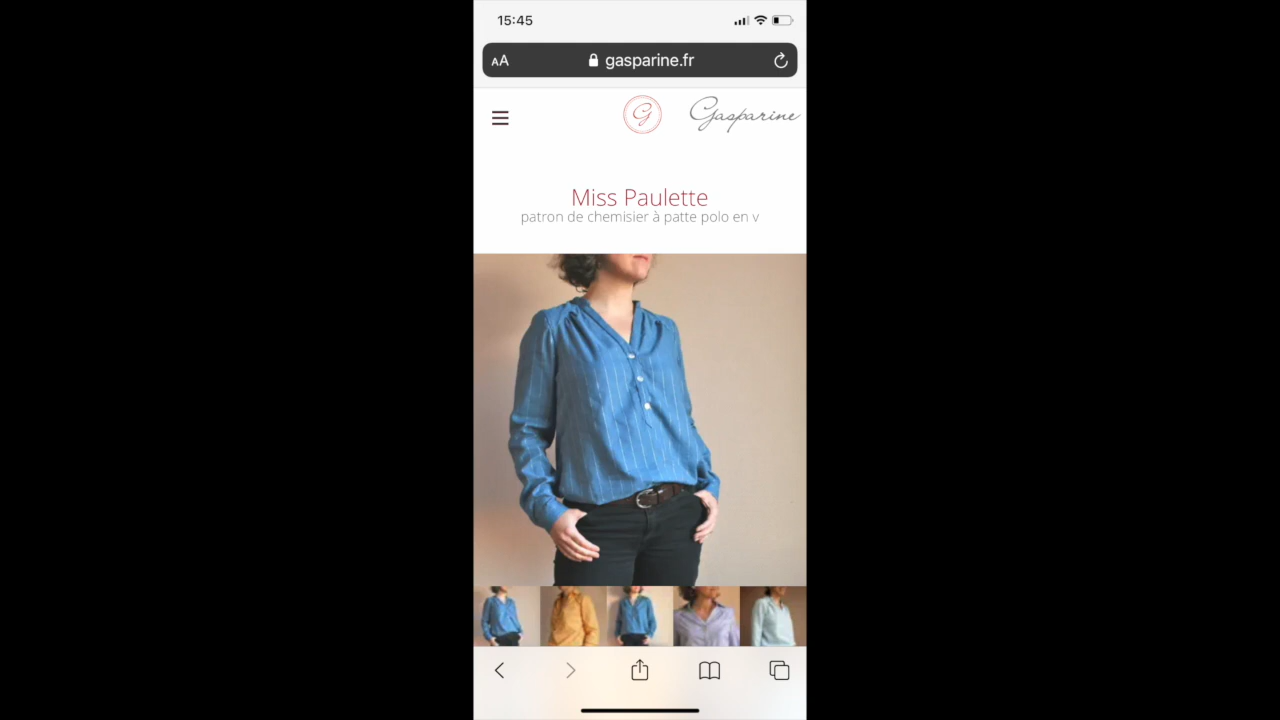 15:45
AA
gasparine.fr
G
Gasparine
Miss Paulette
patron de chemisier à patte polo en v